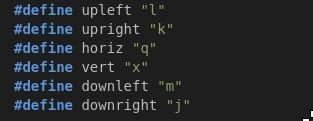 #define upleft "l"
#define upright "k"
#define horiz "q"
#define vert "x"
#define downleft "m"
#define downright "j"